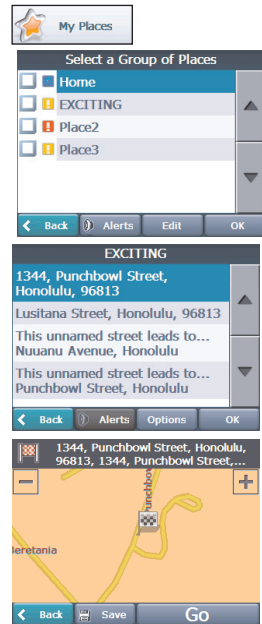 My Places
Select a Group of Places
Home
EXCITING
Place2
Place3
Back Alerts Edit OK
EXCITING
1344, Punchbowl Street,
Honolulu, 96813
Lusitana Street, Honolulu, 96813
This unnamed street leads to...
Nuuanu Avenue, Honolulu
This unnamed street leads to...
Punchbowl Street, Honolulu
Back Alerts Options OK
1344, Punchbowl Street, Honolulu,
96813, 1344, Punchbowl Street,...
Punchbow
Beretania
Back Save Go